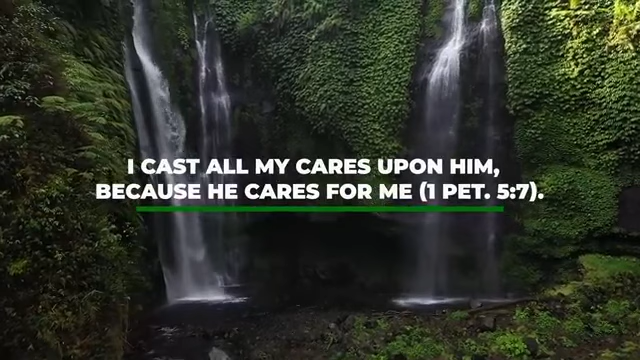 I CAST ALL MY CARES UPON HIM,
BECAUSE HE CARES FOR ME (1 PET. 5:7).